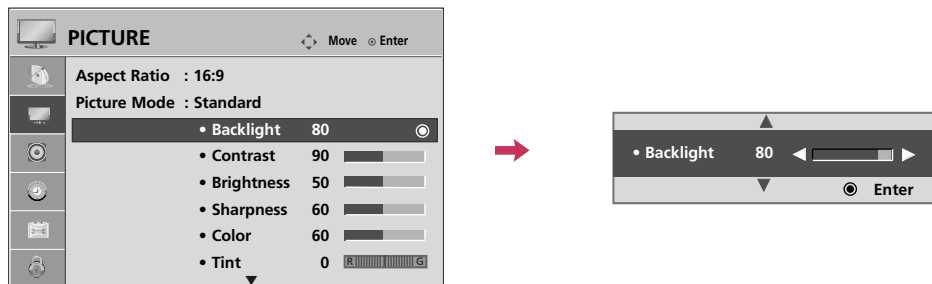 PICTURE Move Enter
Aspect Ratio : 16:9
Picture Mode : Standard
• Backlight 80
• Contrast 90
• Brightness 50
• Sharpness 60
• Color 60
• Tint 0 R G
• Backlight 80
Enter